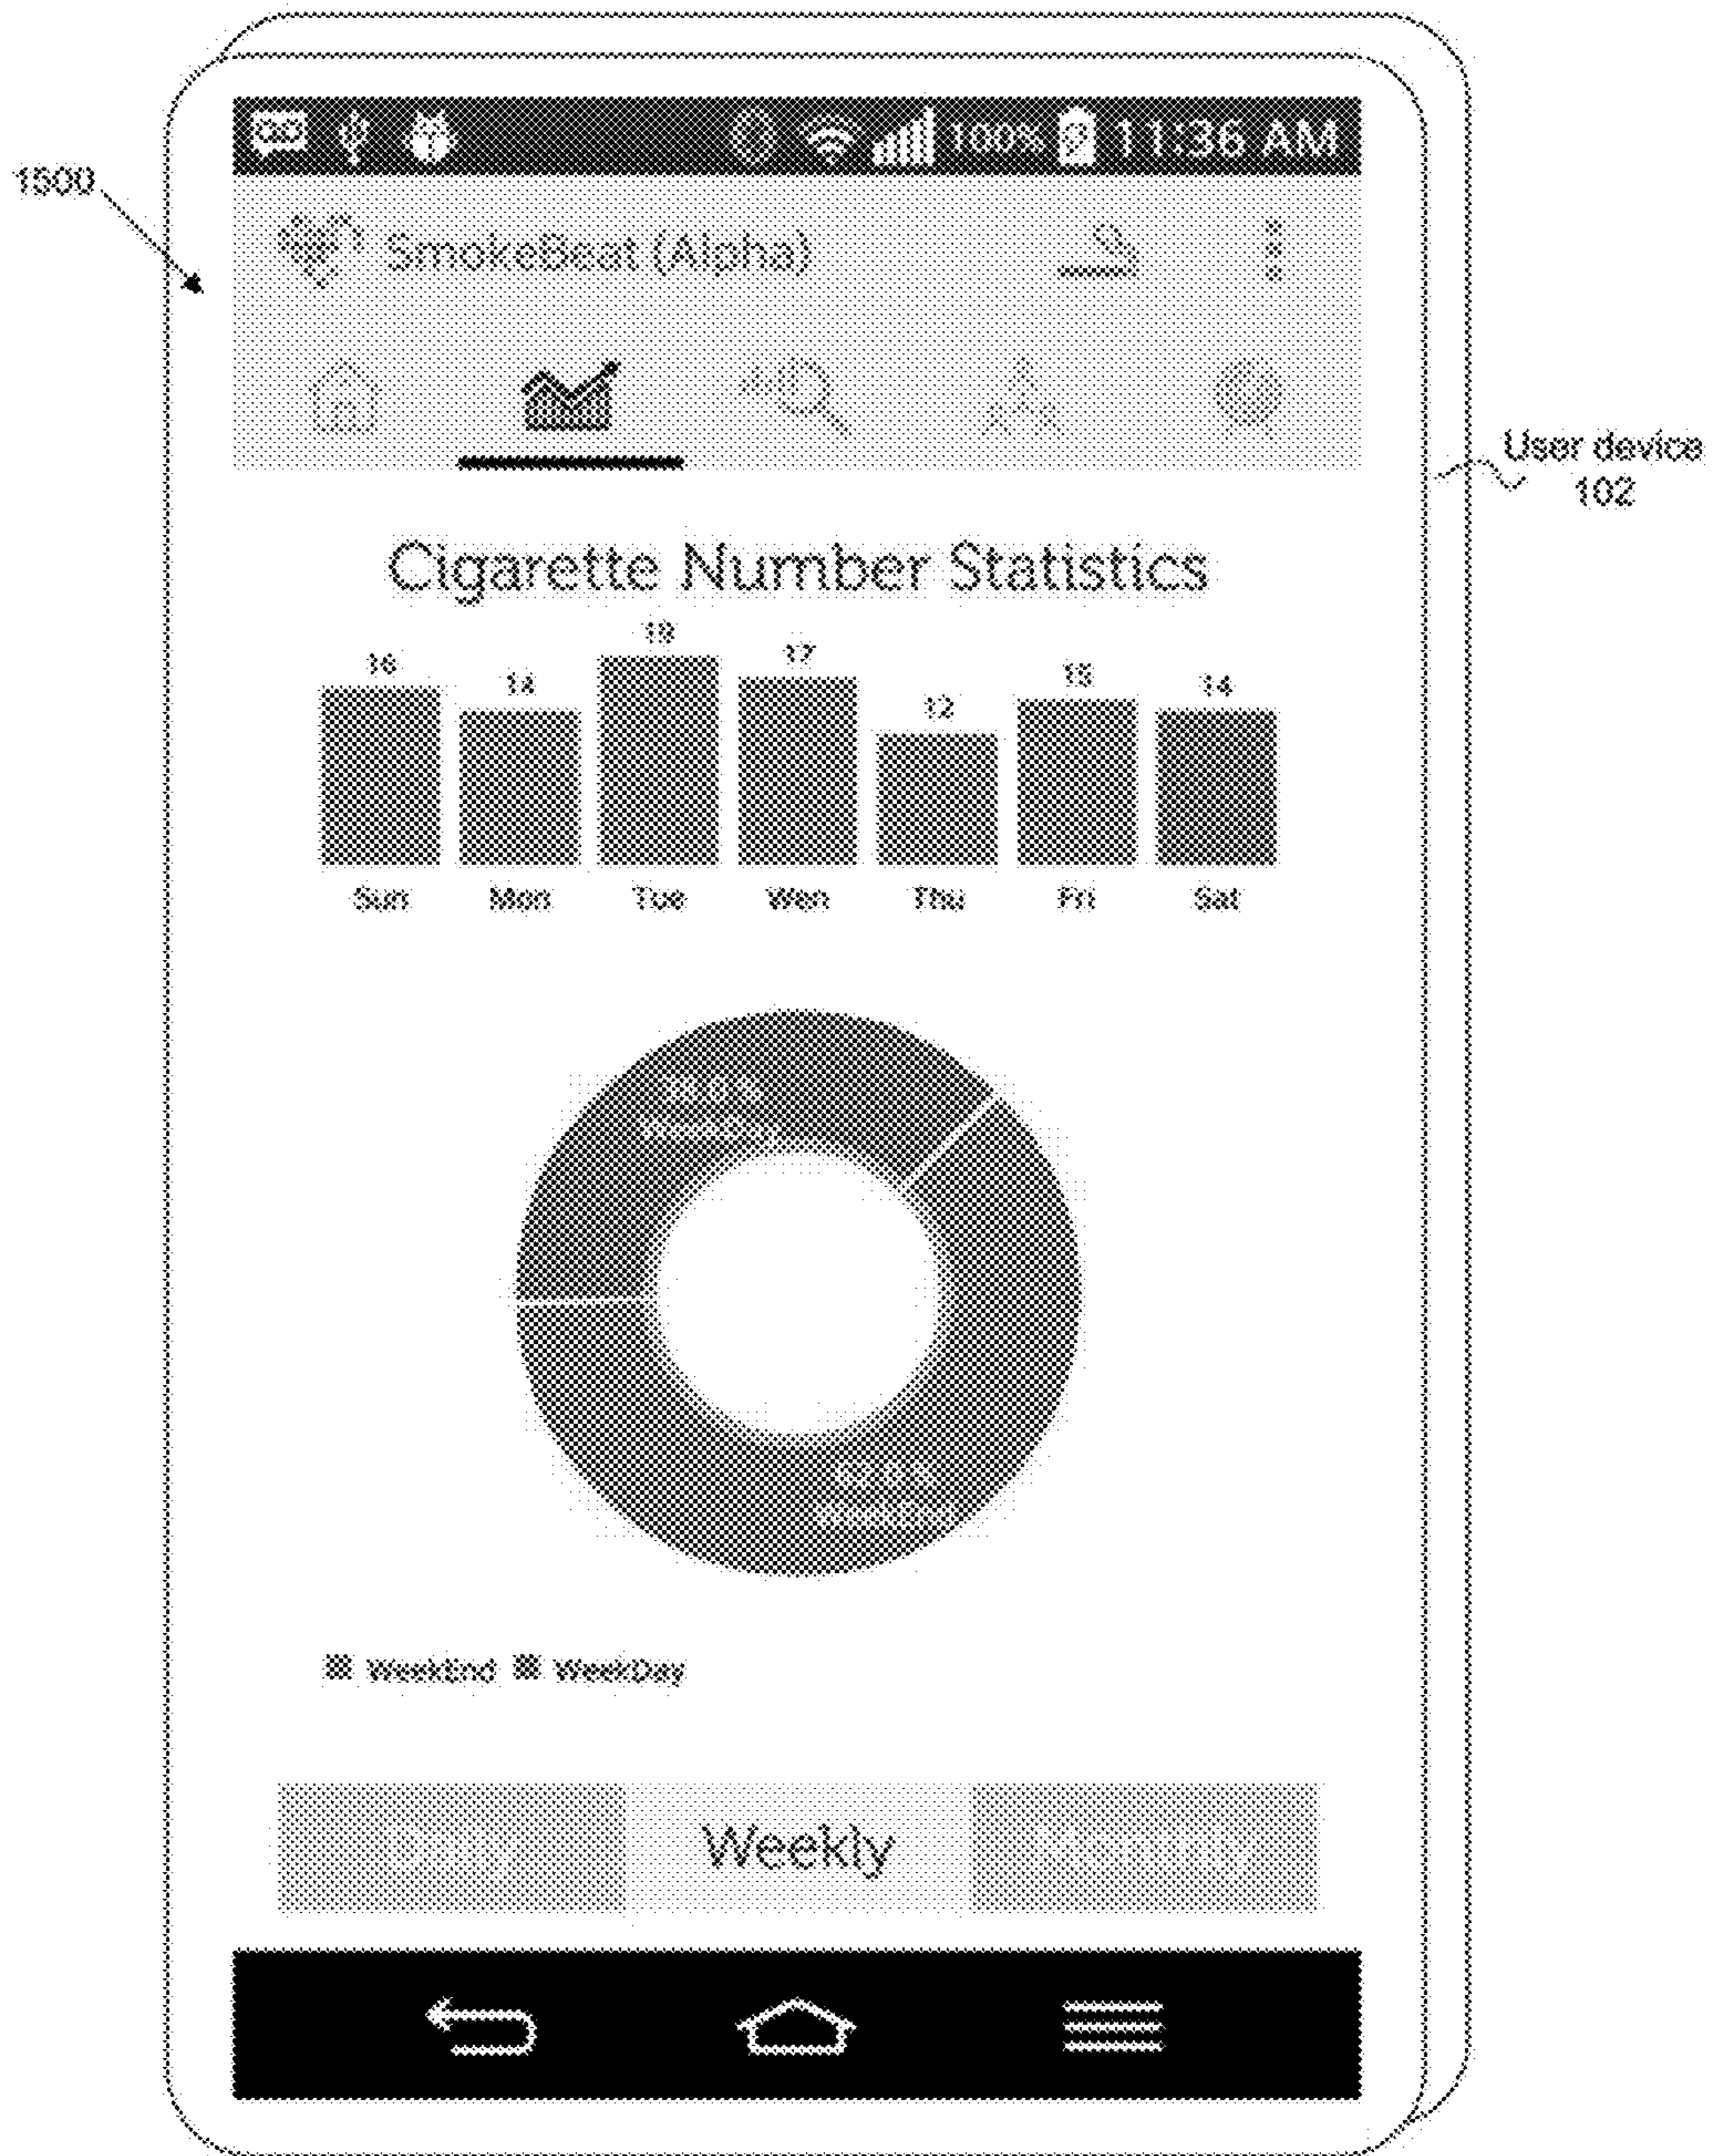 100% 11:36 AM
1500
SmokeBeat (Alpha)
User device
102
Cigarette Number Statistics
16 14 19 17 12 15 14
Sun Mon Tue Wen Thu Fri Sat
WeekEnd WeekDay
Weekly